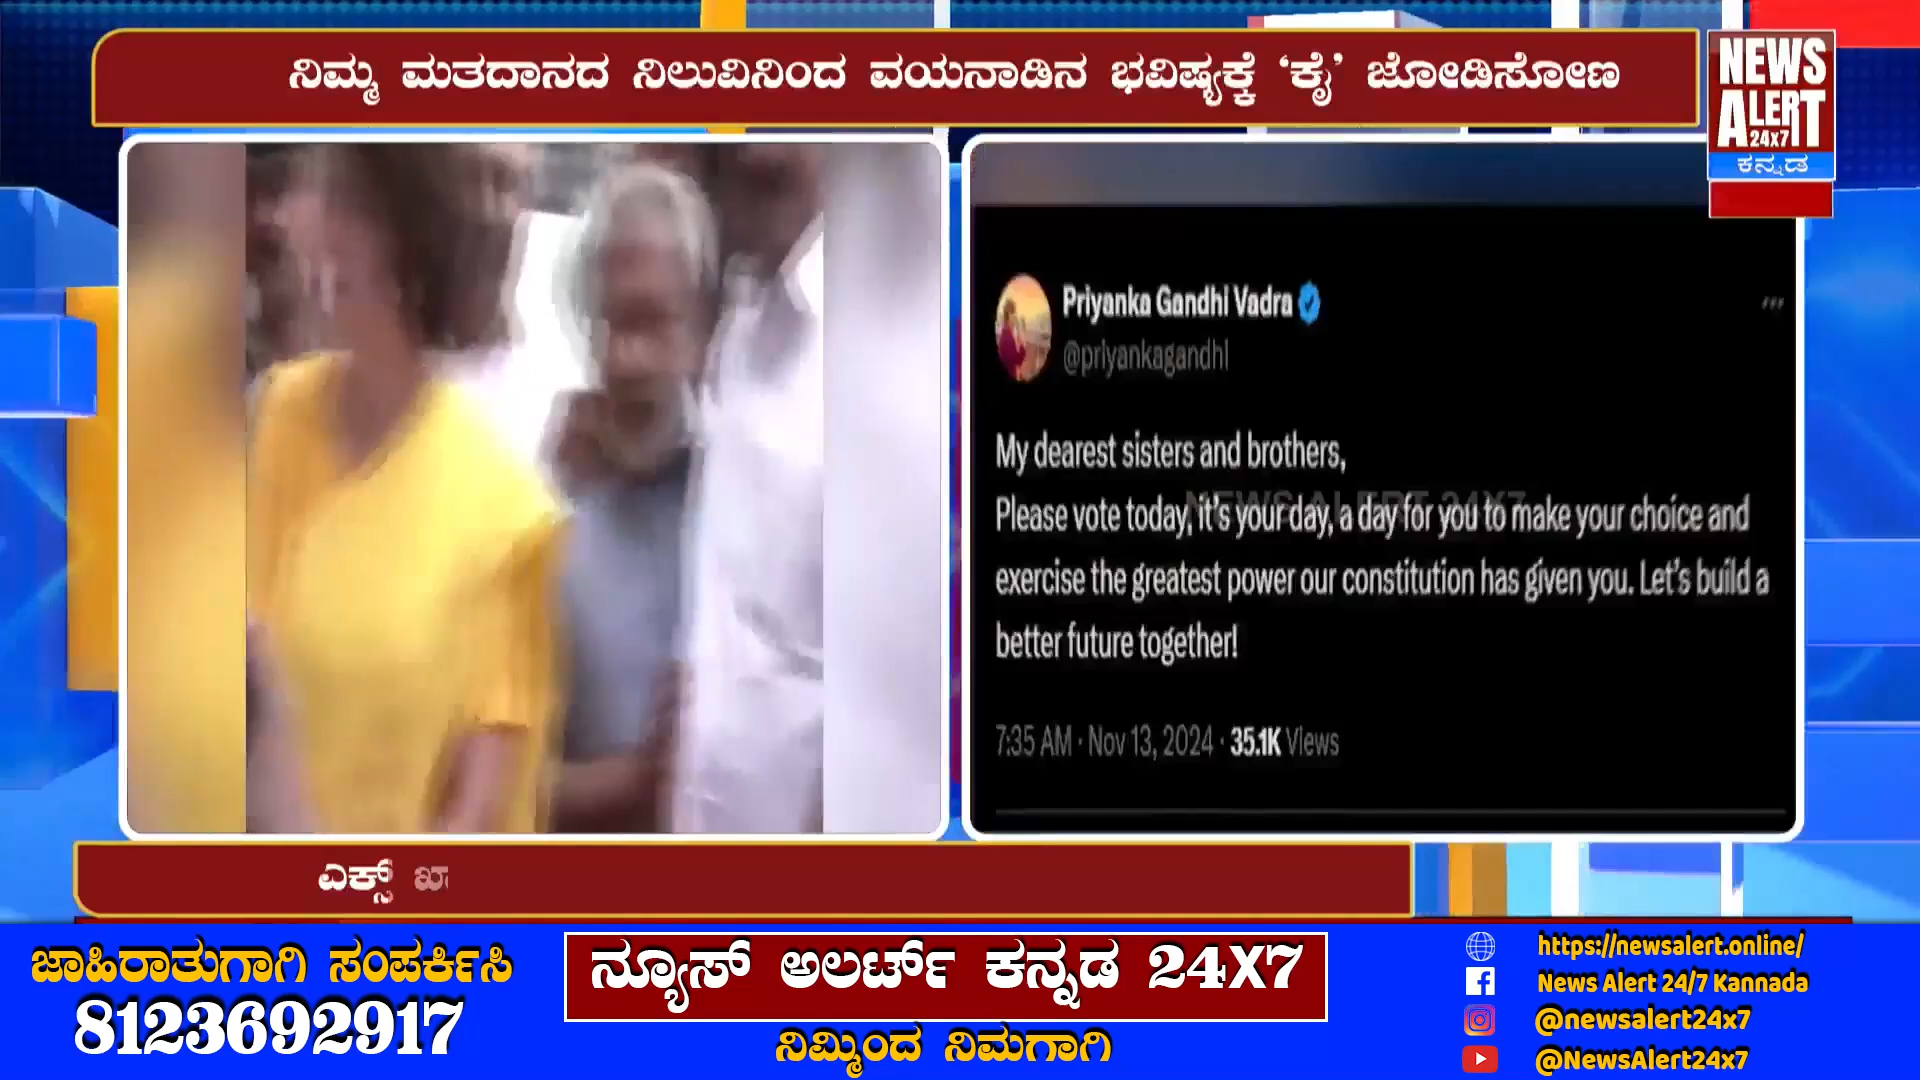 ನಿಮ್ಮ ಮತದಾನದ ನಿಲುವಿನಿಂದ ವಯನಾಡಿನ ಭವಿಷ್ಯಕ್ಕೆ ‘ಕೈ’ ಜೋಡಿಸೋಣ
NEWS
ALERT
24x7
ಕನ್ನಡ
Priyanka Gandhi Vadra
@priyankagandhi
My dearest sisters and brothers,
Please vote today, it's your day, a day for you to make your choice and
exercise the greatest power our constitution has given you. Let's build a
better future together!
NEWS ALERT 24X7
7:35 AM · Nov 13, 2024 · 35.1K Views
ಎಕ್ಸ್
ಜಾಹಿರಾತುಗಾಗಿ ಸಂಪರ್ಕಿಸಿ
8123692917
ನ್ಯೂಸ್ ಅಲರ್ಟ್ ಕನ್ನಡ 24X7
ನಿಮ್ಮಿಂದ ನಿಮಗಾಗಿ
https://newsalert.online/
News Alert 24/7 Kannada
@newsalert24x7
@NewsAlert24x7